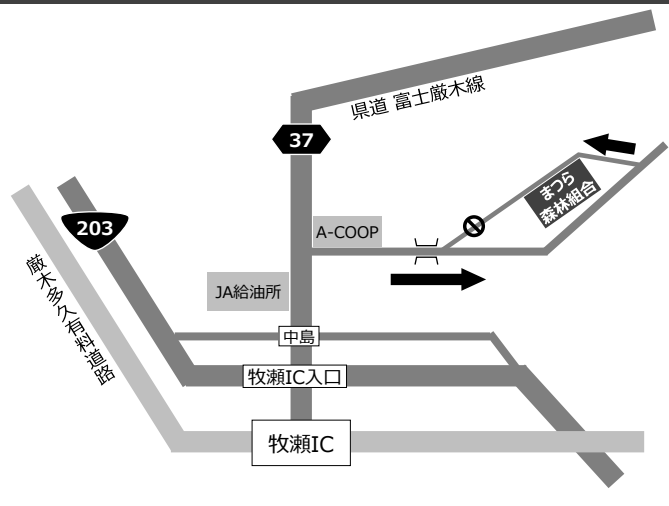 県道 富士厳木線
37
まつら
森林組合
203
A-COOP
厳木多久有料道路
JA給油所
中島
牧瀬IC入口
牧瀬IC